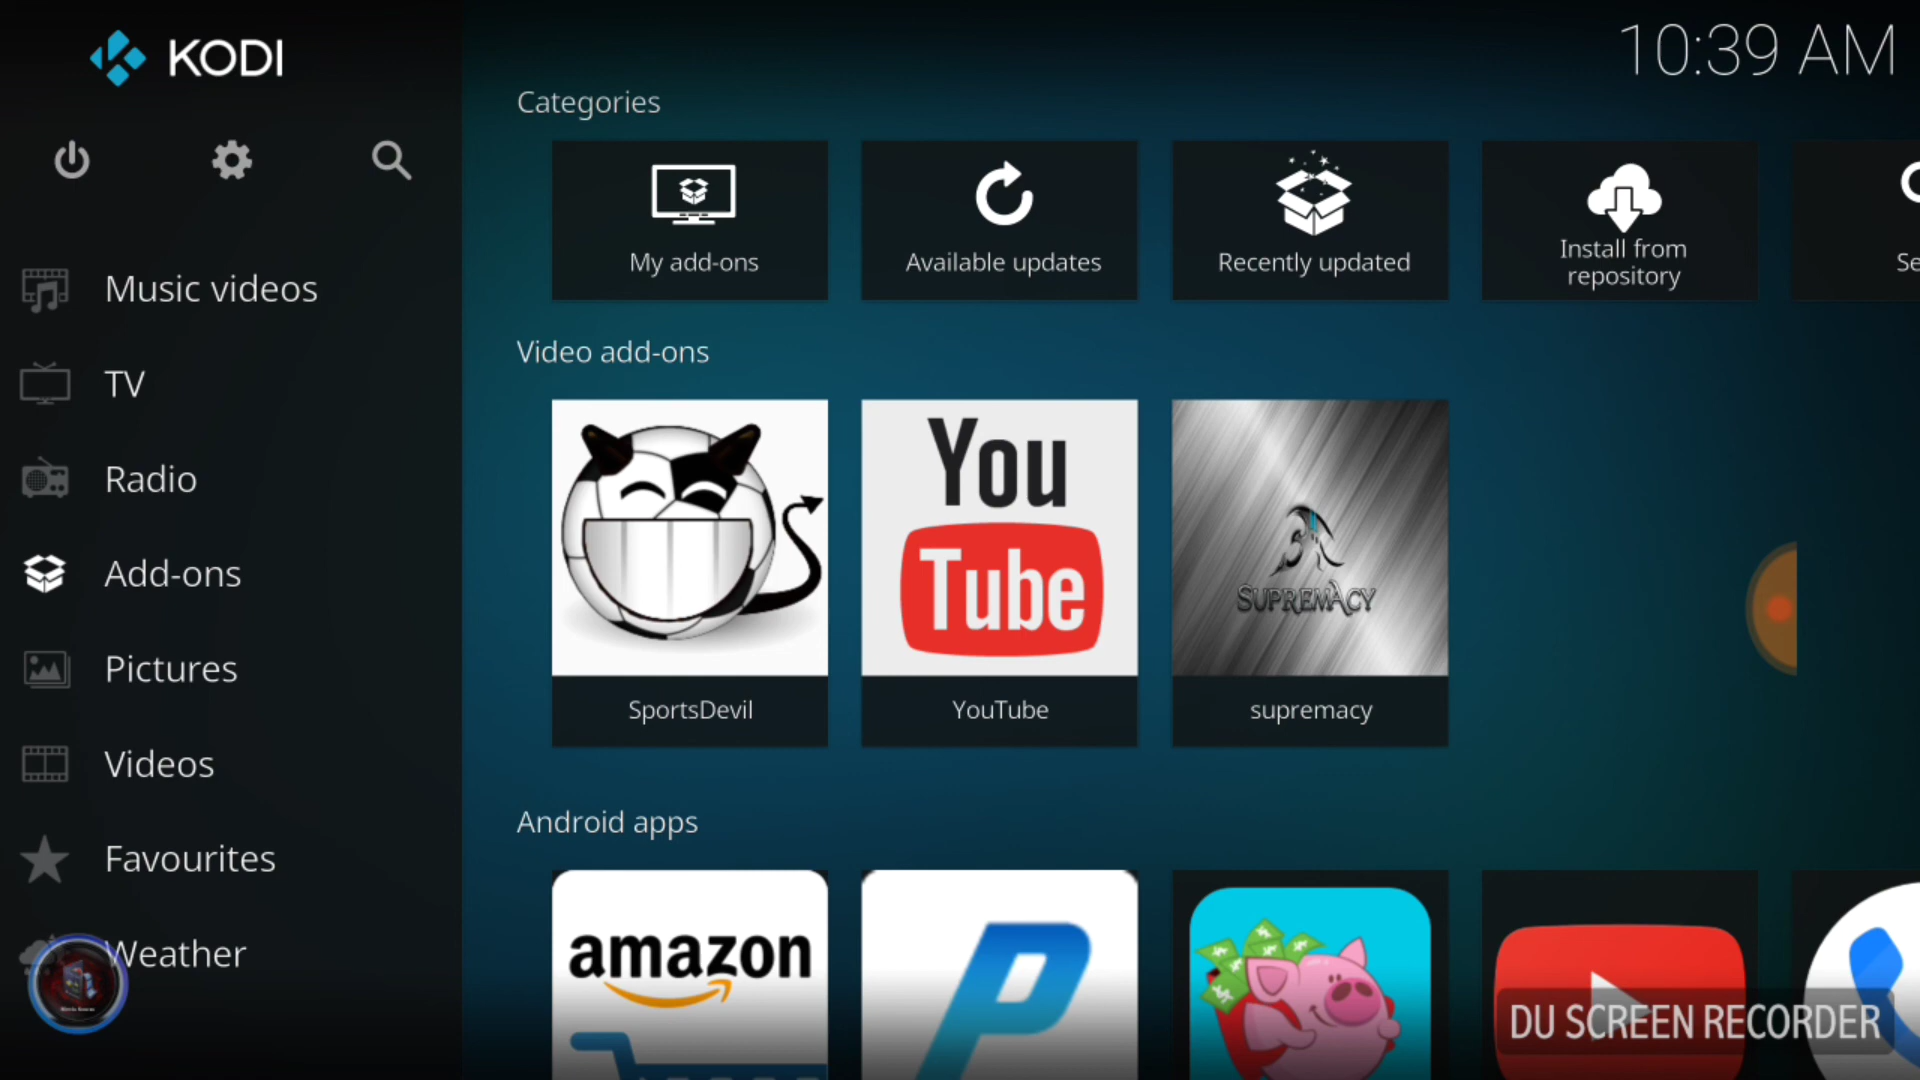 KODI
10:39 AM
Categories
My add-ons
Available updates
Recently updated
Install from
repository
Se
Music videos
TV
Radio
Add-ons
Pictures
Videos
Favourites
Weather
Video add-ons
You
Tube
SUPREMACY
SportsDevil
YouTube
supremacy
Android apps
amazon
P
DU SCREEN RECORDER